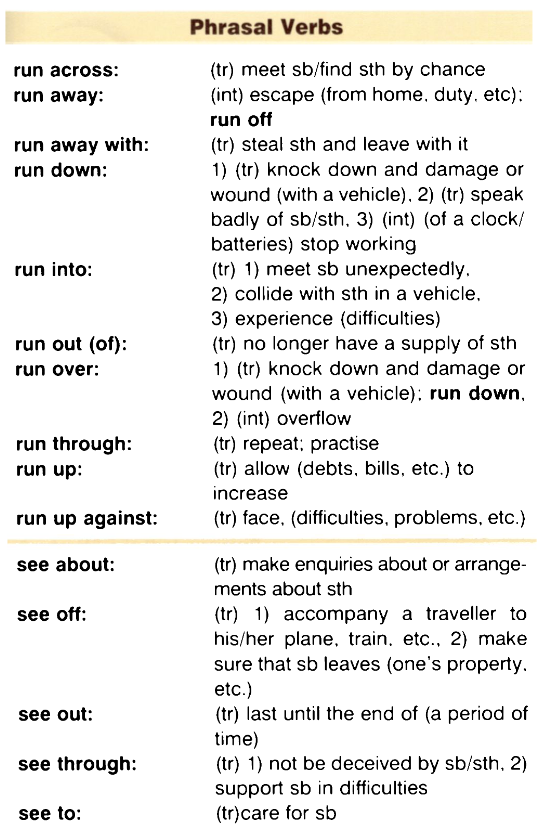 Phrasal Verbs
run across: (tr) meet sb/find sth by chance
run away: (int) escape (from home, duty, etc);
run off
run away with: (tr) steal sth and leave with it
run down: 1) (tr) knock down and damage or
wound (with a vehicle), 2) (tr) speak
badly of sb/sth, 3) (int) (of a clock/
batteries) stop working
run into: (tr) 1) meet sb unexpectedly,
2) collide with sth in a vehicle,
3) experience (difficulties)
run out (of): (tr) no longer have a supply of sth
run over: 1) (tr) knock down and damage or
wound (with a vehicle); run down,
2) (int) overflow
run through: (tr) repeat; practise
run up: (tr) allow (debts, bills, etc.) to
increase
run up against: (tr) face, (difficulties, problems, etc.)
see about: (tr) make enquiries about or arrange-
ments about sth
see off: (tr) 1) accompany a traveller to
his/her plane, train, etc., 2) make
sure that sb leaves (one's property,
etc.)
see out: (tr) last until the end of (a period of
time)
see through: (tr) 1) not be deceived by sb/sth, 2)
support sb in difficulties
see to: (tr)care for sb